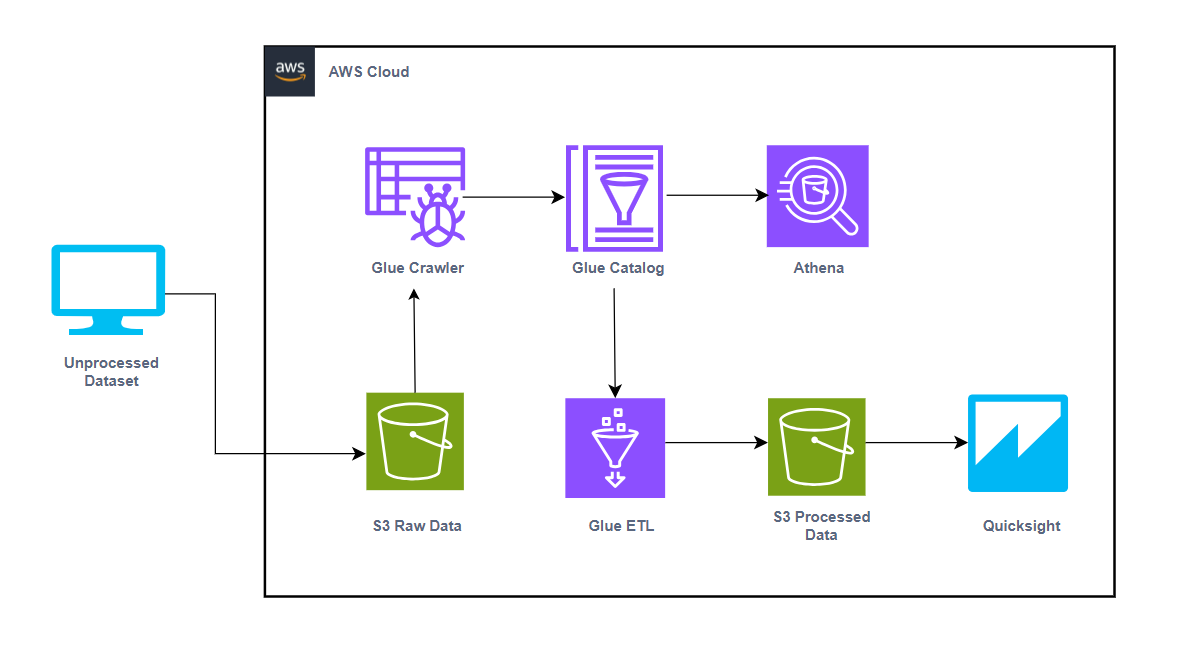 aws
AWS Cloud
Glue Crawler
Glue Catalog
Athena
Unprocessed
Dataset
S3 Raw Data
Glue ETL
S3 Processed
Data
Quicksight